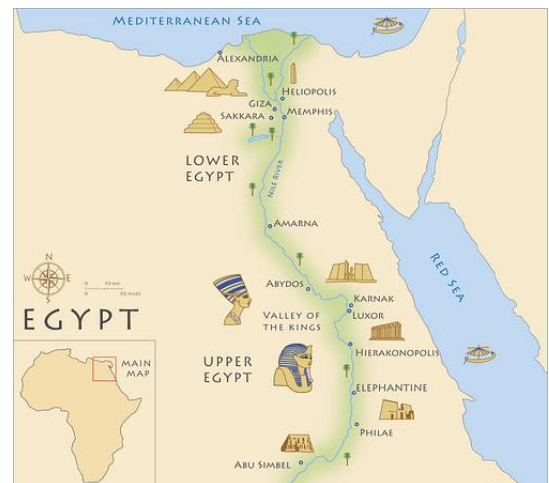 MEDITERRANEAN SEA
ALEXANDRIA
HELIOPOLIS
GIZA
SAKKARA
MEMPHIS
LOWER
EGYPT
NILE RIVER
AMARNA
RED SEA
N
W E
S
ABYDOS
KARNAK
LUXOR
VALLEY OF
THE KINGS
EGYPT
HIERAKONOPOLIS
UPPER
EGYPT
MAIN
MAP
ELEPHANTINE
PHILAE
ABU SIMBEL